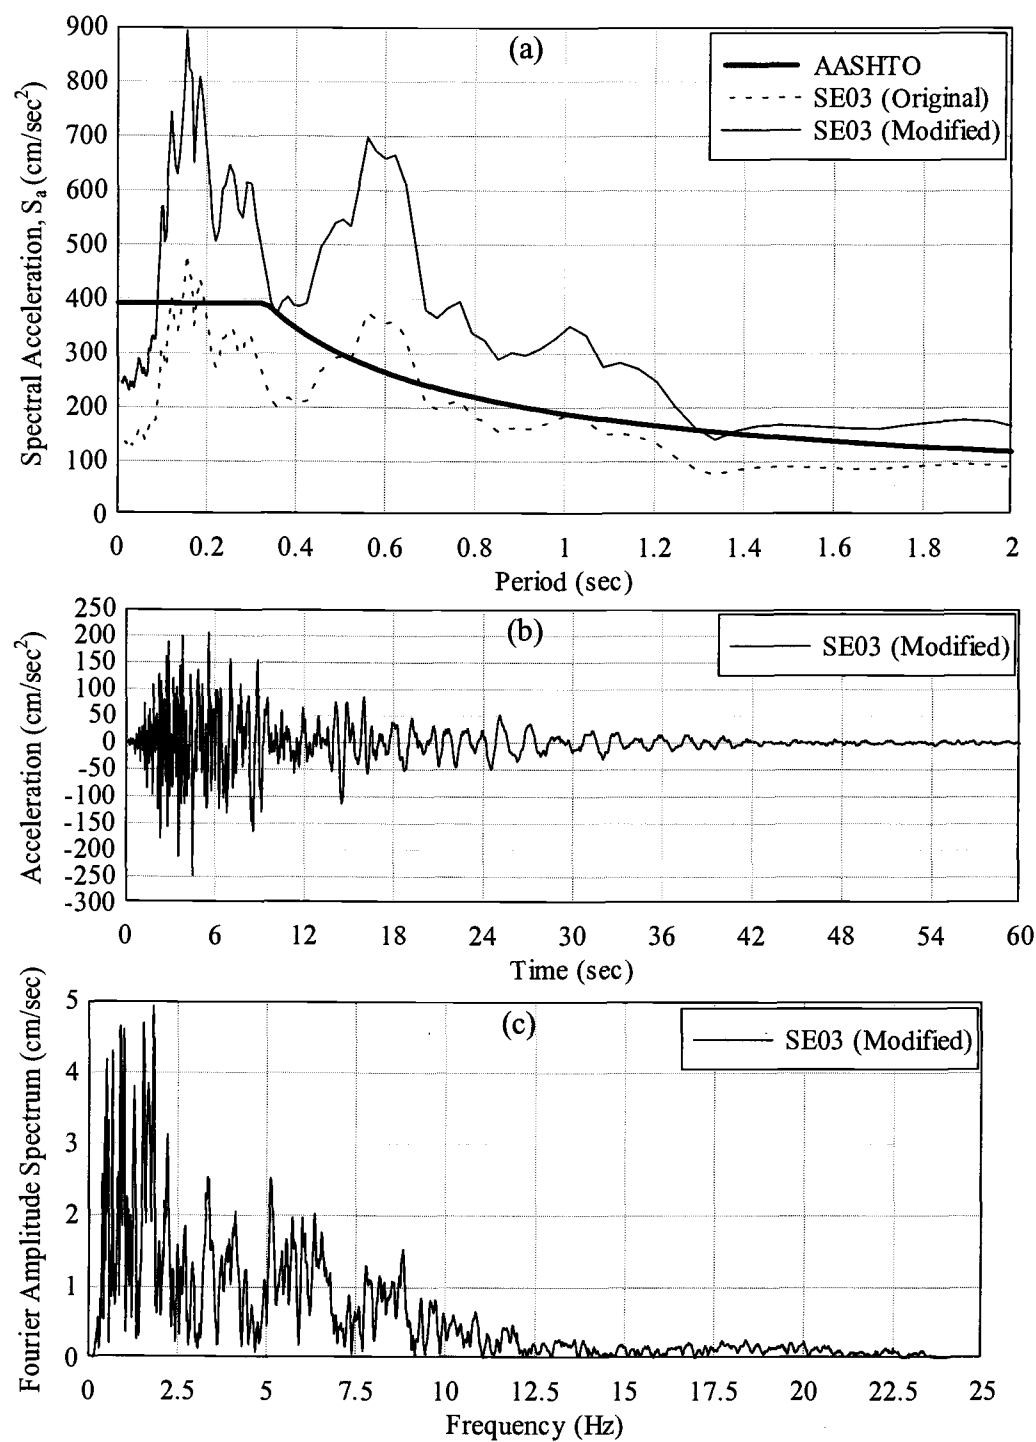 (a)
AASHTO
SE03 (Original)
SE03 (Modified)
Spectral Acceleration, Sₐ (cm/sec²)
900
800
700
600
500
400
300
200
100
0
0 0.2 0.4 0.6 0.8 1 1.2 1.4 1.6 1.8 2
Period (sec)
(b)
SE03 (Modified)
Acceleration (cm/sec²)
250
200
150
100
50
0
-50
-100
-150
-200
-250
-300
0 6 12 18 24 30 36 42 48 54 60
Time (sec)
(c)
SE03 (Modified)
Fourier Amplitude Spectrum (cm/sec)
5
4
3
2
1
0
0 2.5 5 7.5 10 12.5 15 17.5 20 22.5 25
Frequency (Hz)